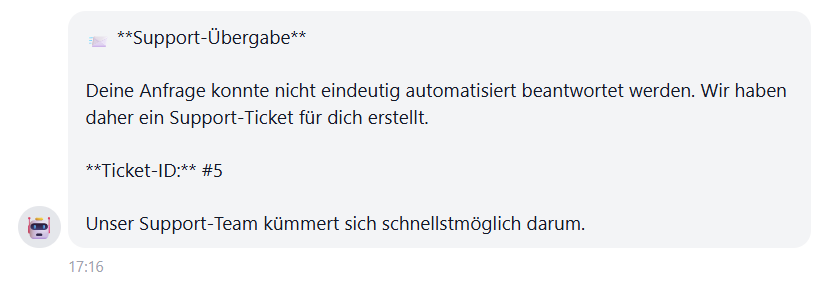 **Support-Übergabe**
Deine Anfrage konnte nicht eindeutig automatisiert beantwortet werden. Wir haben
daher ein Support-Ticket für dich erstellt.
**Ticket-ID:** #5
Unser Support-Team kümmert sich schnellstmöglich darum.
17:16